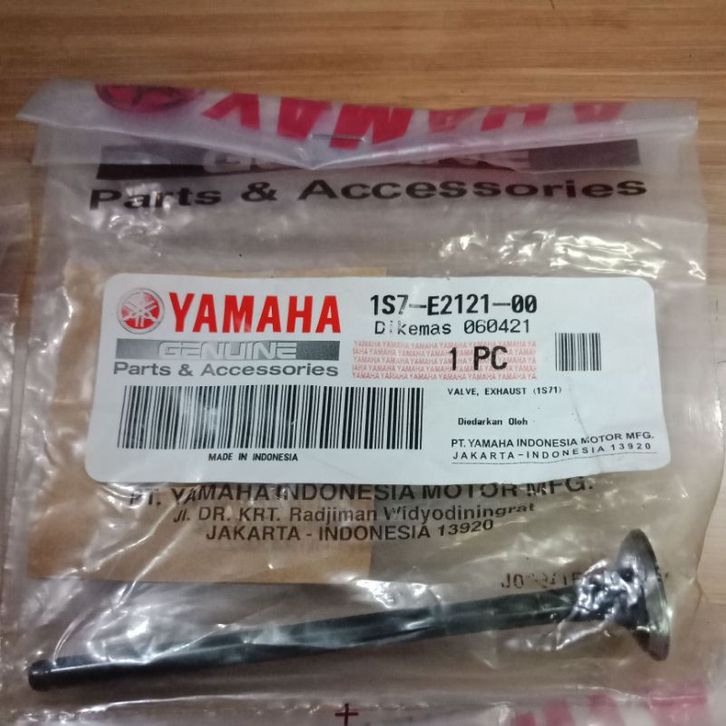 YAMAHA
GENUINE
Parts & Accessories
YAMAHA
GENUINE
Parts & Accessories
1S7-E2121-00
Dikemas 060421
1 PC
VALVE, EXHAUST (1S71)
Diedarkan Oleh
PT. YAMAHA INDONESIA MOTOR MFG.
JAKARTA-INDONESIA 13920
MADE IN INDONESIA
PT. YAMAHA INDONESIA MOTOR MFG.
Jl. DR. KRT. Radjiman Widyodiningrat
JAKARTA - INDONESIA 13920